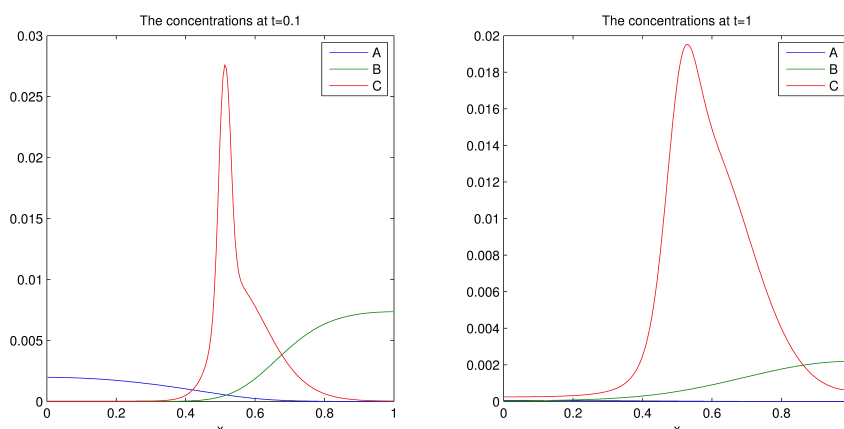 The concentrations at t=0.1
0.03
0.025
0.02
0.015
0.01
0.005
0
A
B
C
0 0.2 0.4 0.6 0.8 1
x
The concentrations at t=1
0.02
0.018
0.016
0.014
0.012
0.01
0.008
0.006
0.004
0.002
0
A
B
C
0 0.2 0.4 0.6 0.8
x